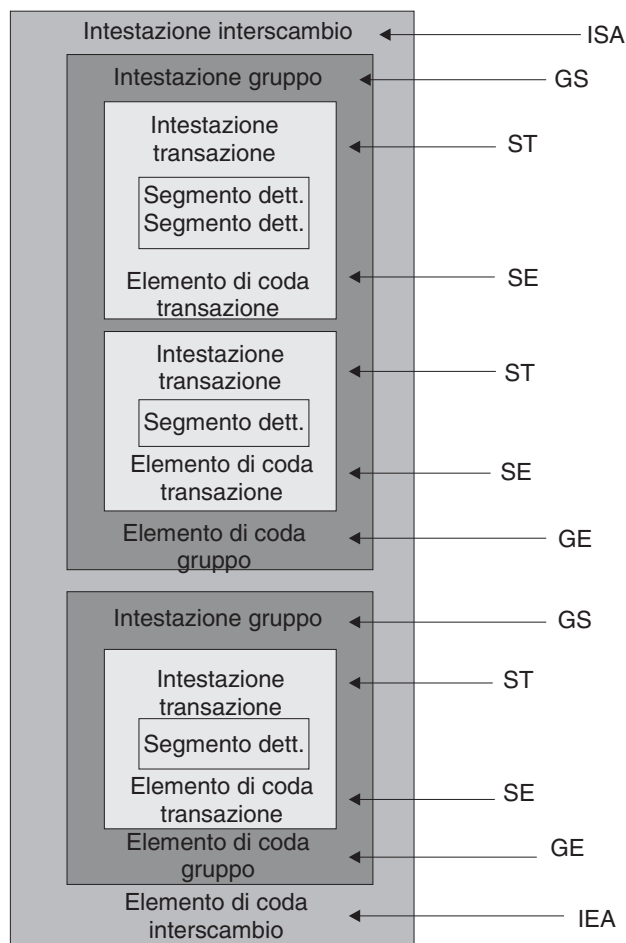 Intestazione interscambio
ISA
Intestazione gruppo
GS
Intestazione
transazione
ST
Segmento dett.
Segmento dett.
Elemento di coda
transazione
SE
Intestazione
transazione
ST
Segmento dett.
Elemento di coda
transazione
SE
Elemento di coda
gruppo
GE
Intestazione gruppo
GS
Intestazione
transazione
ST
Segmento dett.
Elemento di coda
transazione
SE
Elemento di coda
gruppo
GE
Elemento di coda
interscambio
IEA